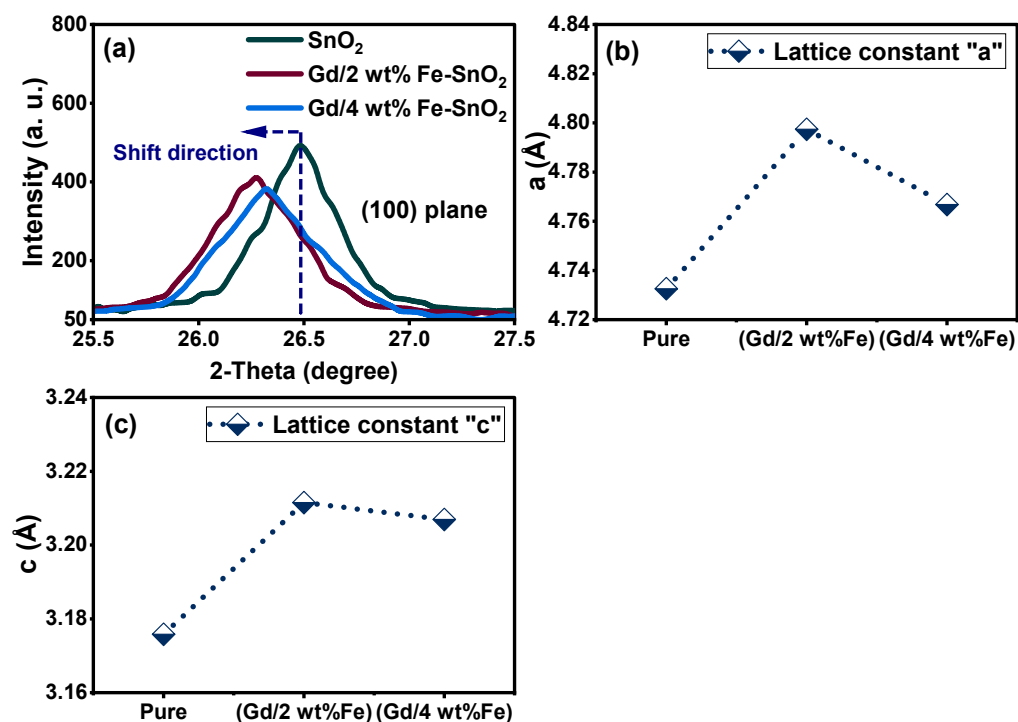 (a)
SnO₂
Gd/2 wt% Fe-SnO₂
Gd/4 wt% Fe-SnO₂
Shift direction
(100) plane
Intensity (a. u.)
800
600
400
200
50
25.5 26.0 26.5 27.0 27.5
2-Theta (degree)
(b)
Lattice constant "a"
a (Å)
4.84
4.82
4.80
4.78
4.76
4.74
4.72
Pure (Gd/2 wt%Fe) (Gd/4 wt%Fe)
(c)
Lattice constant "c"
c (Å)
3.24
3.22
3.20
3.18
3.16
Pure (Gd/2 wt%Fe) (Gd/4 wt%Fe)